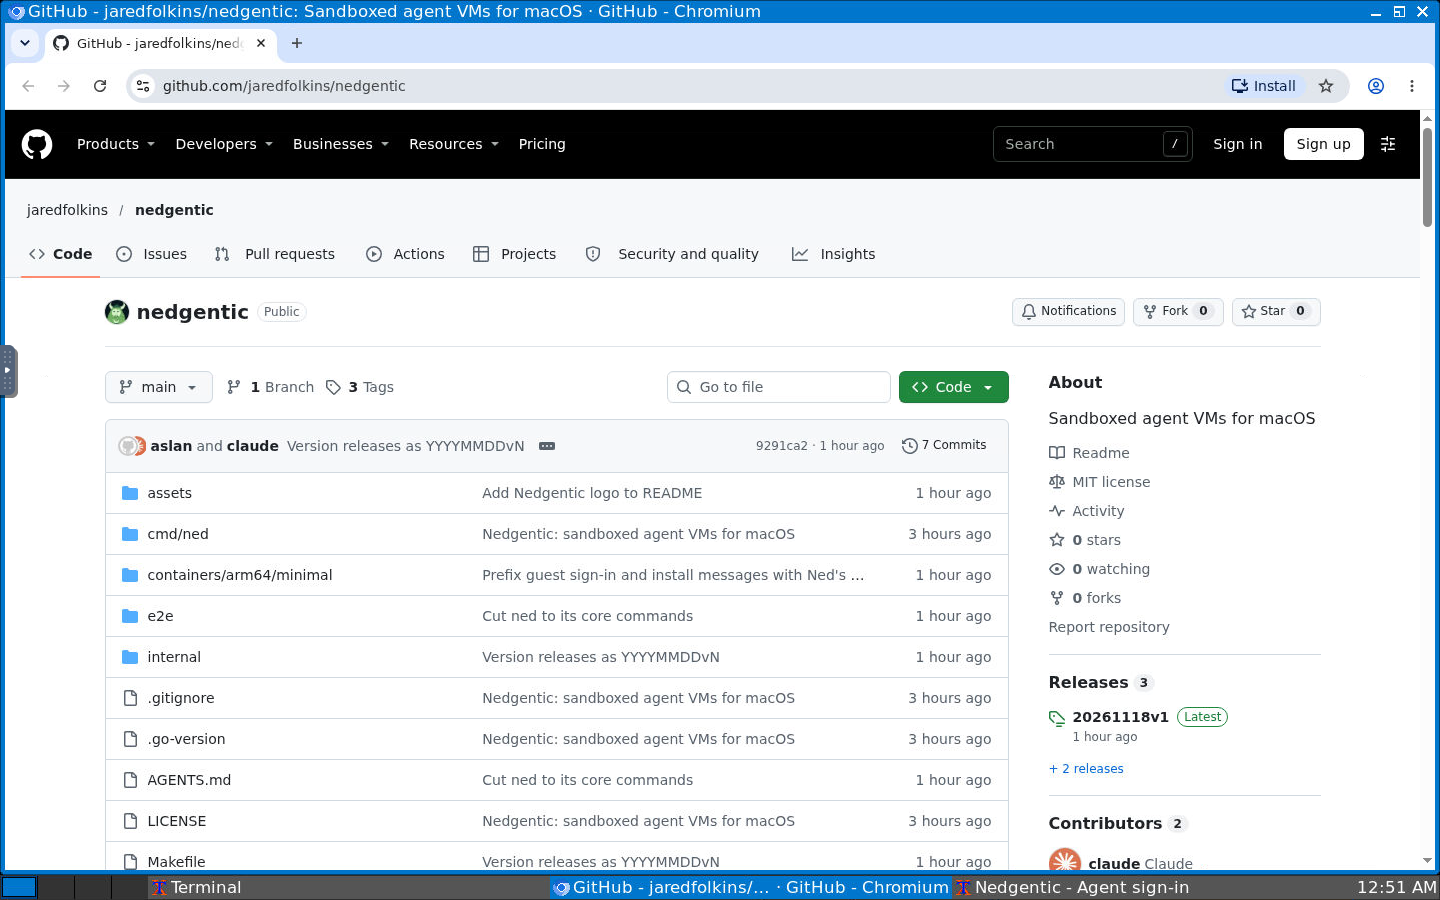 GitHub - jaredfolkins/nedgentic: Sandboxed agent VMs for macOS · GitHub - Chromium
GitHub - jaredfolkins/ned
github.com/jaredfolkins/nedgentic
Install
Products
Developers
Businesses
Resources
Pricing
Search
/
Sign in
Sign up
jaredfolkins / nedgentic
Code
Issues
Pull requests
Actions
Projects
Security and quality
Insights
nedgentic Public
Notifications
Fork 0
Star 0
main
1 Branch
3 Tags
Go to file
Code
aslan and claude Version releases as YYYYMMDDvN
9291ca2 · 1 hour ago
7 Commits
assets Add Nedgentic logo to README 1 hour ago
cmd/ned Nedgentic: sandboxed agent VMs for macOS 3 hours ago
containers/arm64/minimal Prefix guest sign-in and install messages with Ned's … 1 hour ago
e2e Cut ned to its core commands 1 hour ago
internal Version releases as YYYYMMDDvN 1 hour ago
.gitignore Nedgentic: sandboxed agent VMs for macOS 3 hours ago
.go-version Nedgentic: sandboxed agent VMs for macOS 3 hours ago
AGENTS.md Cut ned to its core commands 1 hour ago
LICENSE Nedgentic: sandboxed agent VMs for macOS 3 hours ago
Makefile Version releases as YYYYMMDDvN 1 hour ago
About
Sandboxed agent VMs for macOS
Readme
MIT license
Activity
0 stars
0 watching
0 forks
Report repository
Releases 3
20261118v1 Latest
1 hour ago
+ 2 releases
Contributors 2
claude Claude
Terminal
GitHub - jaredfolkins/... · GitHub - Chromium
Nedgentic - Agent sign-in
12:51 AM